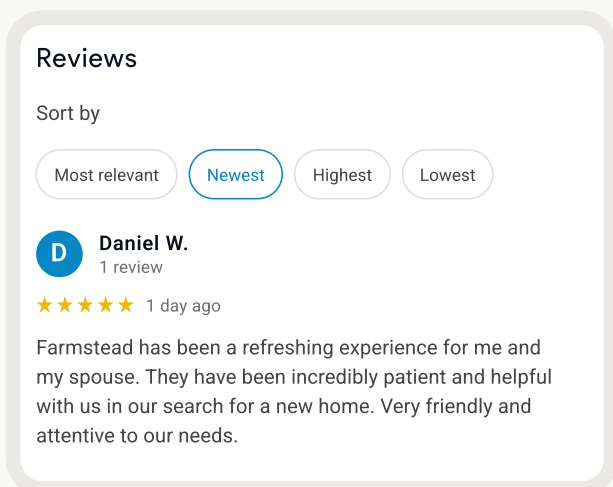 Reviews
Sort by
Most relevant Newest Highest Lowest
D
Daniel W.
1 review
★★★★★ 1 day ago
Farmstead has been a refreshing experience for me and
my spouse. They have been incredibly patient and helpful
with us in our search for a new home. Very friendly and
attentive to our needs.